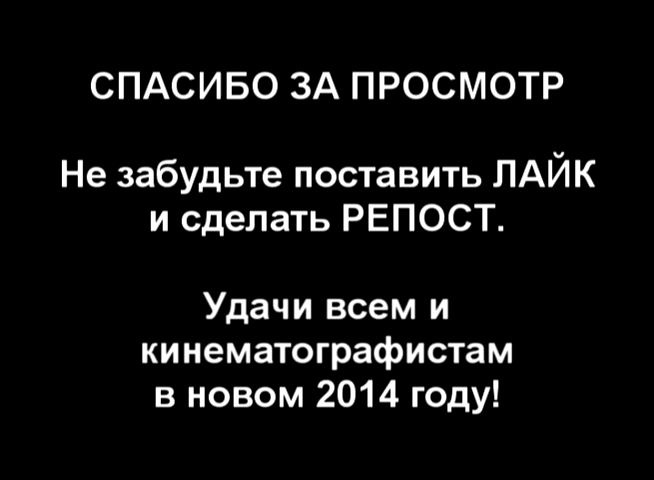 СПАСИБО ЗА ПРОСМОТР
Не забудьте поставить ЛАЙК
и сделать РЕПОСТ.
Удачи всем и
кинематографистам
в новом 2014 году!